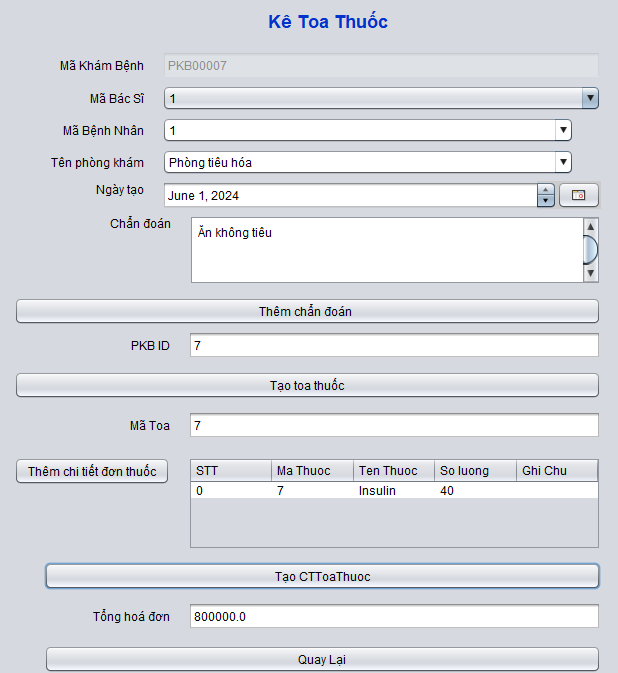 Kê Toa Thuốc
Mã Khám Bệnh PKB00007
Mã Bác Sĩ 1
Mã Bệnh Nhân 1
Tên phòng khám Phòng tiêu hóa
Ngày tạo June 1, 2024
Chẩn đoán Ăn không tiêu
Thêm chẩn đoán
PKB ID 7
Tạo toa thuốc
Mã Toa 7
Thêm chi tiết đơn thuốc STT Ma Thuoc Ten Thuoc So luong Ghi Chu
0 7 Insulin 40
Tạo CTToaThuoc
Tổng hoá đơn 800000.0
Quay Lại